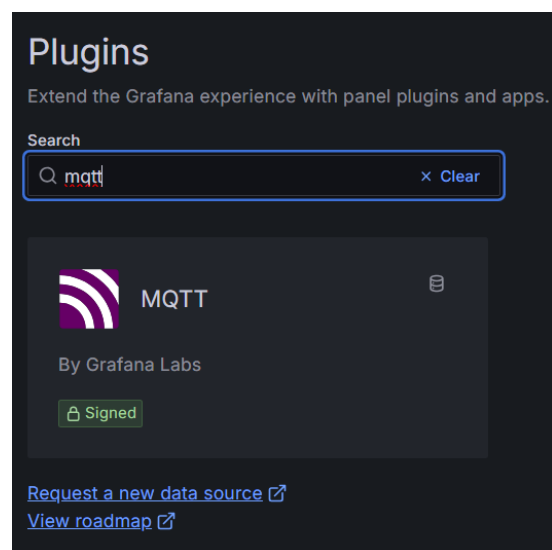 Plugins
Extend the Grafana experience with panel plugins and apps.
Search
mqtt
Clear
MQTT
By Grafana Labs
Signed
Request a new data source
View roadmap